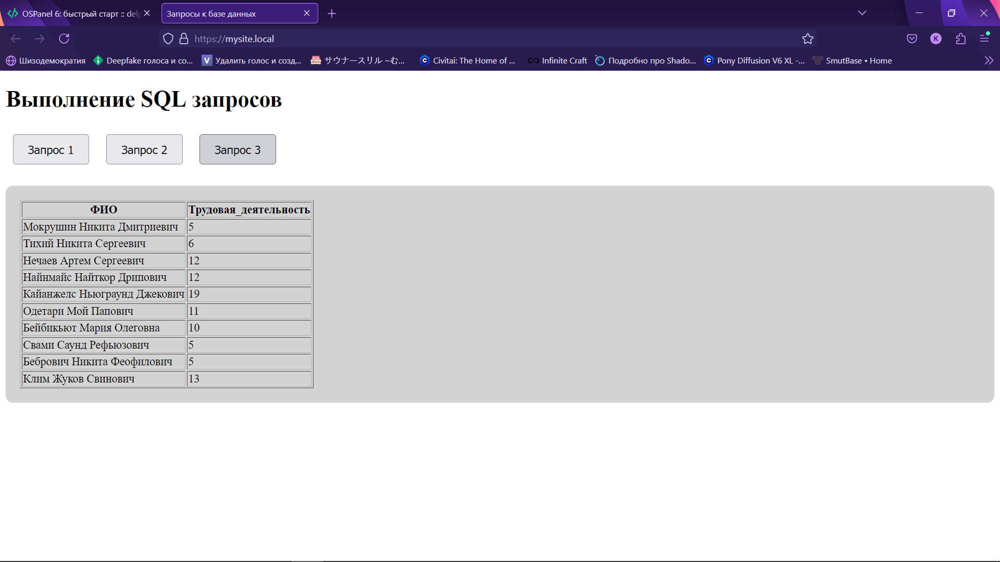 OSPanel 6: быстрый старт :: del
Запросы к базе данных
https://mysite.local
K
Шизодемократия
Deepfake голоса и со...
V Удалить голос и созд...
サウナースリル ~む...
Civitai: The Home of ...
Infinite Craft
Подробно про Shado...
Pony Diffusion V6 XL -...
SmutBase • Home
Выполнение SQL запросов
Запрос 1 Запрос 2 Запрос 3
ФИО Трудовая_деятельность
Мокрушин Никита Дмитриевич 5
Тихий Никита Сергеевич 6
Нечаев Артем Сергеевич 12
Найнмайс Найткор Дрипович 12
Кайанжелс Ньюграунд Джекович 19
Одетари Мой Папович 11
Бейбикьют Мария Олеговна 10
Свами Саунд Рефьюзович 5
Бебрович Никита Феофилович 5
Клим Жуков Свинович 13